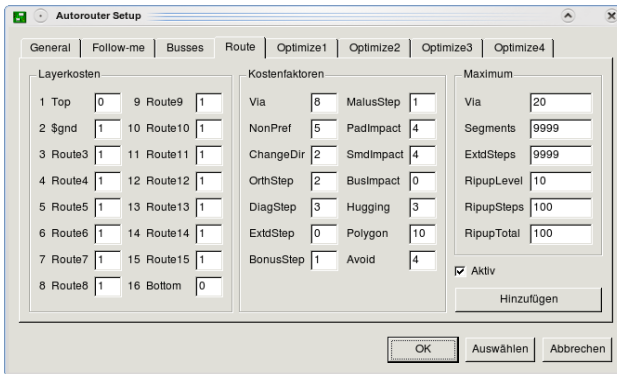 Autorouter Setup
General Follow-me Busses Route Optimize1 Optimize2 Optimize3 Optimize4
Layerkosten Kostenfaktoren Maximum
1 Top 0 9 Route9 1 Via 8 MalusStep 1 Via 20
2 $gnd 1 10 Route10 1 NonPref 5 PadImpact 4 Segments 9999
3 Route3 1 11 Route11 1 ChangeDir 2 SmdImpact 4 ExtdSteps 9999
4 Route4 1 12 Route12 1 OrthStep 2 BusImpact 0 RipupLevel 10
5 Route5 1 13 Route13 1 DiagStep 3 Hugging 3 RipupSteps 100
6 Route6 1 14 Route14 1 ExtdStep 0 Polygon 10 RipupTotal 100
7 Route7 1 15 Route15 1 BonusStep 1 Avoid 4 Aktiv
8 Route8 1 16 Bottom 0 Hinzufügen
OK Auswählen Abbrechen